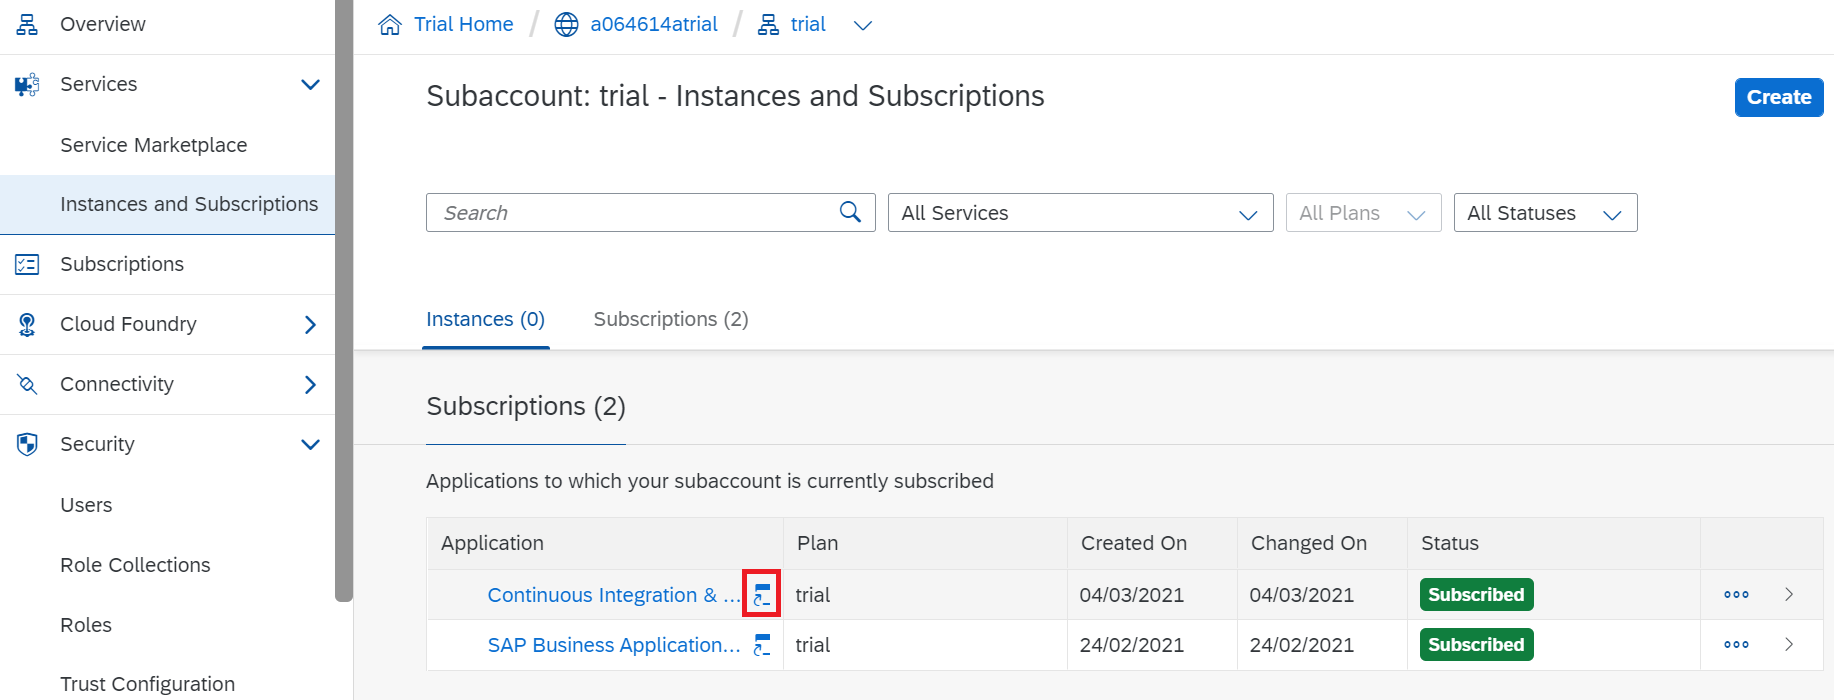 Overview
Services
Service Marketplace
Instances and Subscriptions
Subscriptions
Cloud Foundry
Connectivity
Security
Users
Role Collections
Roles
Trust Configuration
Trial Home / a064614atrial / trial
Subaccount: trial - Instances and Subscriptions
Create
Search
All Services
All Plans
All Statuses
Instances (0)
Subscriptions (2)
Subscriptions (2)
Applications to which your subaccount is currently subscribed
Application Plan Created On Changed On Status
Continuous Integration & ... trial 04/03/2021 04/03/2021 Subscribed
SAP Business Application... trial 24/02/2021 24/02/2021 Subscribed